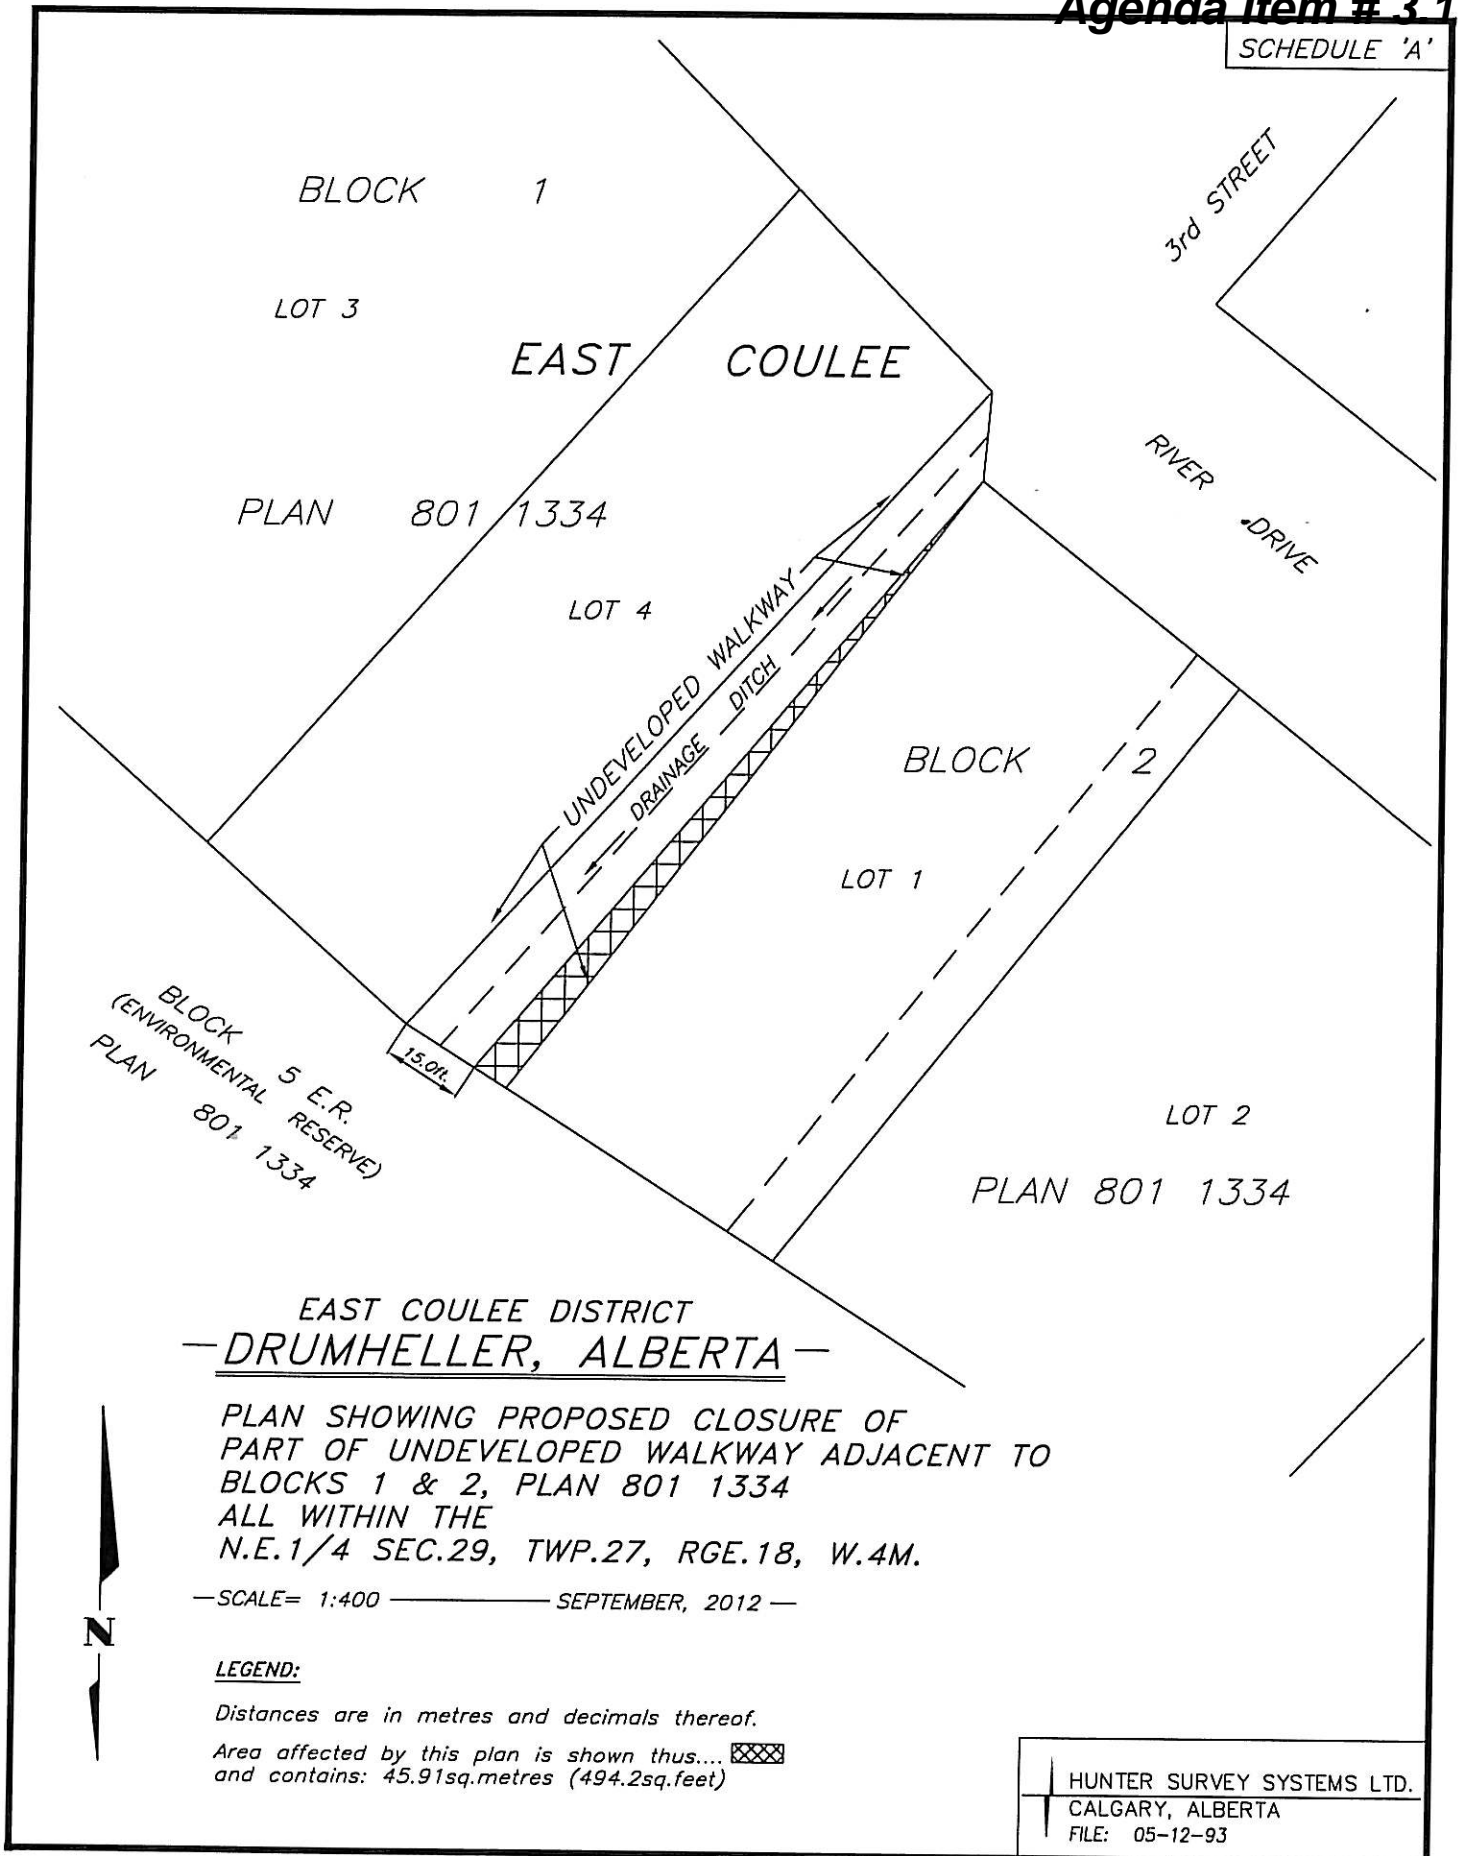 Agenda Item # 3.1
SCHEDULE 'A'
BLOCK 1
3rd STREET
LOT 3
EAST COULEE
RIVER DRIVE
PLAN 801 1334
LOT 4
UNDEVELOPED WALKWAY
DRAINAGE DITCH
BLOCK 2
LOT 1
BLOCK 5 E.R.
(ENVIRONMENTAL RESERVE)
PLAN 801 1334
15.0ft.
LOT 2
PLAN 801 1334
EAST COULEE DISTRICT
—DRUMHELLER, ALBERTA—
PLAN SHOWING PROPOSED CLOSURE OF
PART OF UNDEVELOPED WALKWAY ADJACENT TO
BLOCKS 1 & 2, PLAN 801 1334
ALL WITHIN THE
N.E.1/4 SEC.29, TWP.27, RGE.18, W.4M.
—SCALE= 1:400 ——— SEPTEMBER, 2012—
N
LEGEND:
Distances are in metres and decimals thereof.
Area affected by this plan is shown thus....
and contains: 45.91sq.metres (494.2sq.feet)
HUNTER SURVEY SYSTEMS LTD.
CALGARY, ALBERTA
FILE: 05-12-93